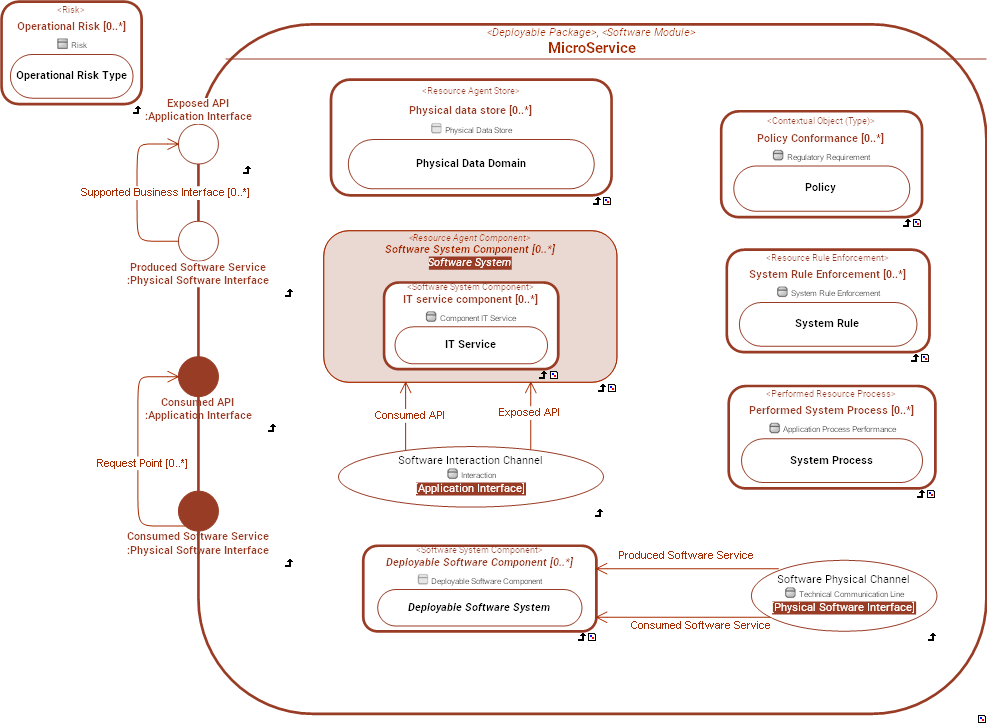 <Risk>
Operational Risk [0..*]
Risk
Operational Risk Type
<Deployable Package>, <Software Module>
MicroService
Exposed API
:Application Interface
Supported Business Interface [0..*]
Produced Software Service
:Physical Software Interface
Consumed API
:Application Interface
Request Point [0..*]
Consumed Software Service
:Physical Software Interface
<Resource Agent Store>
Physical data store [0..*]
Physical Data Store
Physical Data Domain
<Resource Agent Component>
Software System Component [0..*]
Software System
<Software System Component>
IT service component [0..*]
Component IT Service
IT Service
Consumed API
Exposed API
Software Interaction Channel
Interaction
[Application Interface]
<Software System Component>
Deployable Software Component [0..*]
Deployable Software Component
Deployable Software System
Produced Software Service
Consumed Software Service
Software Physical Channel
Technical Communication Line
[Physical Software Interface]
<Contextual Object (Type)>
Policy Conformance [0..*]
Regulatory Requirement
Policy
<Resource Rule Enforcement>
System Rule Enforcement [0..*]
System Rule Enforcement
System Rule
<Performed Resource Process>
Performed System Process [0..*]
Application Process Performance
System Process